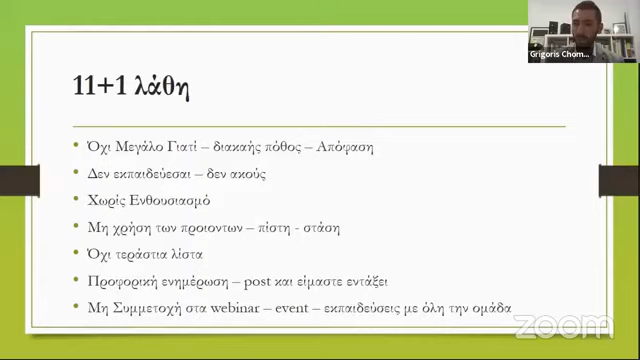 Grigoris Chom...
11+1 λάθη
Όχι Μεγάλο Γιατί – διακαής πόθος – Απόφαση
Δεν εκπαιδεύεσαι – δεν ακούς
Χωρίς Ενθουσιασμό
Μη χρήση των προιοντων – πίστη - στάση
Όχι τεράστια λίστα
Προφορική ενημέρωση – post και είμαστε εντάξει
Μη Συμμετοχή στα webinar – event – εκπαιδεύσεις με όλη την ομάδα
zoom